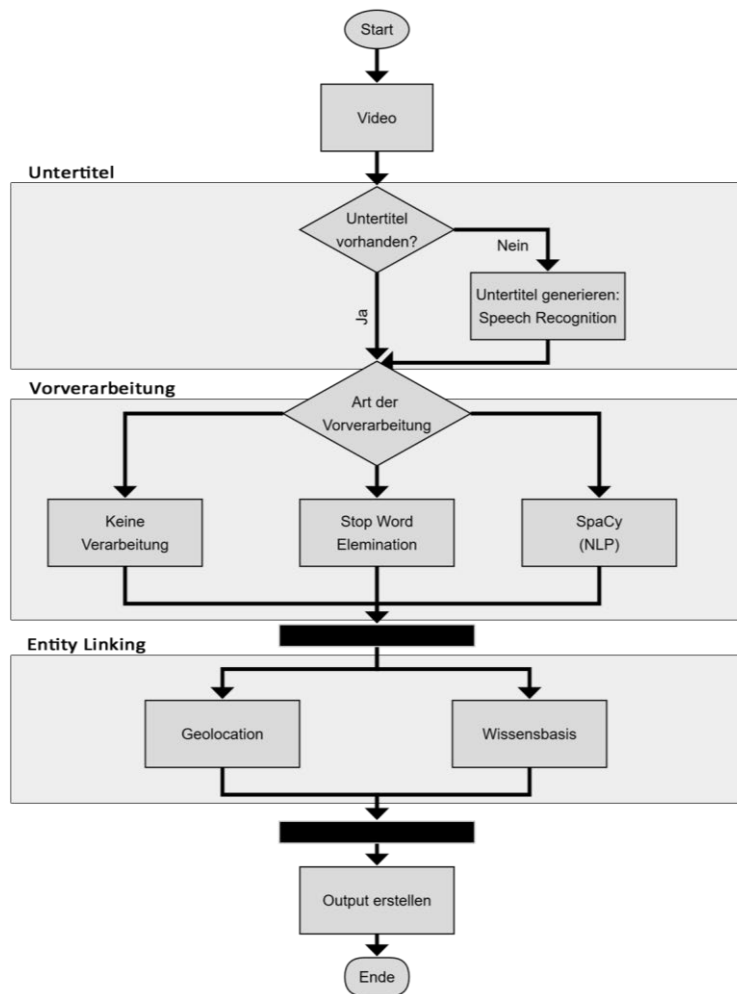 Start
Video
Untertitel
Untertitel
vorhanden?
Nein
Untertitel generieren:
Speech Recognition
Ja
Vorverarbeitung
Art der
Vorverarbeitung
Keine
Verarbeitung
Stop Word
Elemination
SpaCy
(NLP)
Entity Linking
Geolocation
Wissensbasis
Output erstellen
Ende